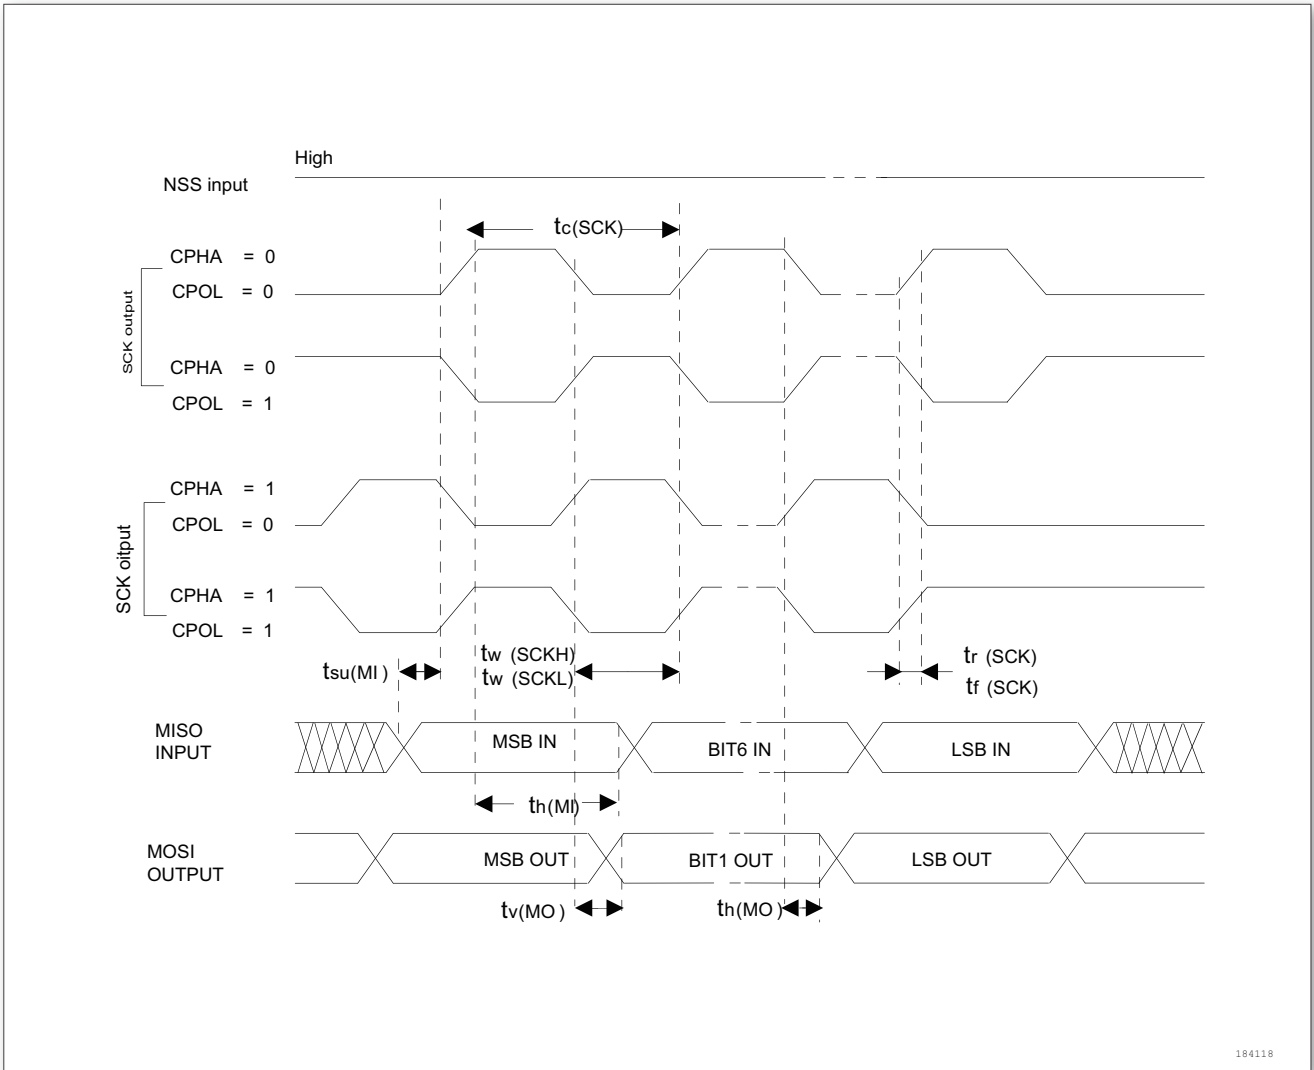 High
NSS input
tc(SCK)
CPHA = 0
CPOL = 0
SCK output
CPHA = 0
CPOL = 1
CPHA = 1
CPOL = 0
SCK oitput
CPHA = 1
CPOL = 1
tsu(MI )
tw (SCKH)
tw (SCKL)
tr (SCK)
tf (SCK)
MISO
INPUT
MSB IN
BIT6 IN
LSB IN
th(MI)
MOSI
OUTPUT
MSB OUT
BIT1 OUT
LSB OUT
tv(MO )
th(MO )
184118